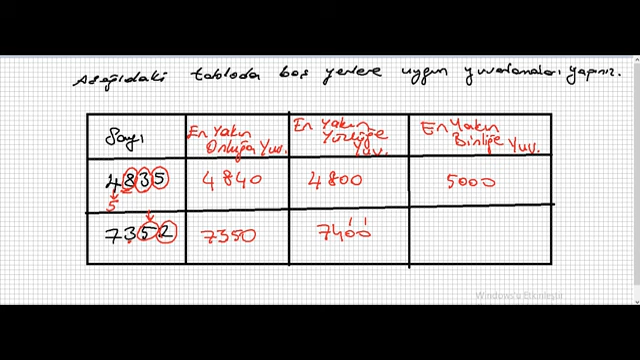 Aşağıdaki tabloda boş yerlere uygun yuvarlamaları yapınız.
Sayı
En Yakın Onluğa Yuv.
En Yakın Yüzlüğe Yuv.
En Yakın Binliğe Yuv.
4835 4840 4800 5000
5
7352 7350 7400
Windows'u Etkinleştir